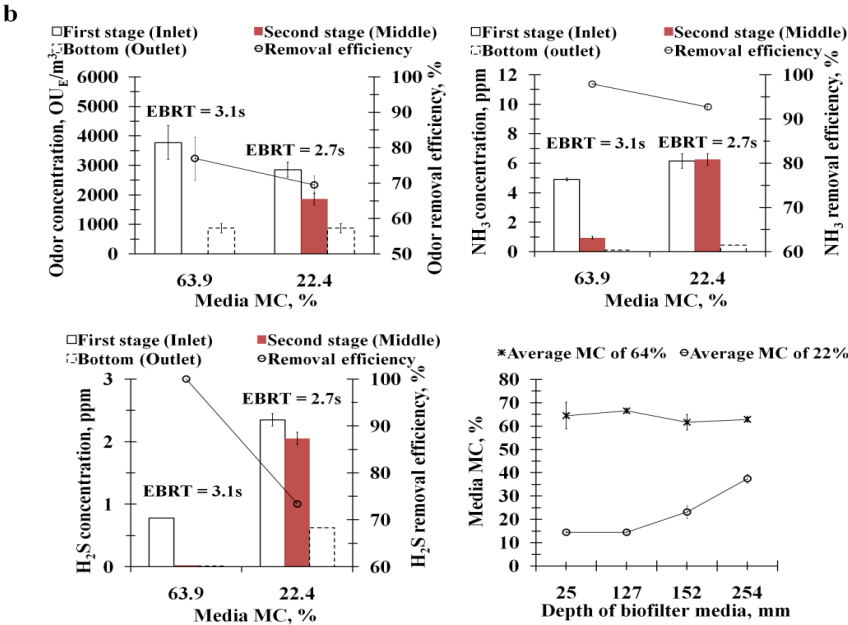 b
First stage (Inlet) Second stage (Middle)
Bottom (Outlet) Removal efficiency
Odor concentration, OU_E/m³
6000
5000
4000
3000
2000
1000
0
EBRT = 3.1s
EBRT = 2.7s
100
90
80
70
60
50
Odor removal efficiency, %
63.9 22.4
Media MC, %
First stage (Inlet) Second stage (Middle)
Bottom (outlet) Removal efficiency
NH₃ concentration, ppm
12
10
8
6
4
2
0
EBRT = 3.1s
EBRT = 2.7s
100
90
80
70
60
NH₃ removal efficiency, %
63.9 22.4
Media MC, %
First stage (Inlet) Second stage (Middle)
Bottom (Outlet) Removal efficiency
H₂S concentration, ppm
3
2
1
0
EBRT = 2.7s
EBRT = 3.1s
100
90
80
70
60
H₂S removal efficiency, %
63.9 22.4
Media MC, %
Average MC of 64% Average MC of 22%
Media MC, %
80
70
60
50
40
30
20
10
0
25 127 152 254
Depth of biofilter media, mm